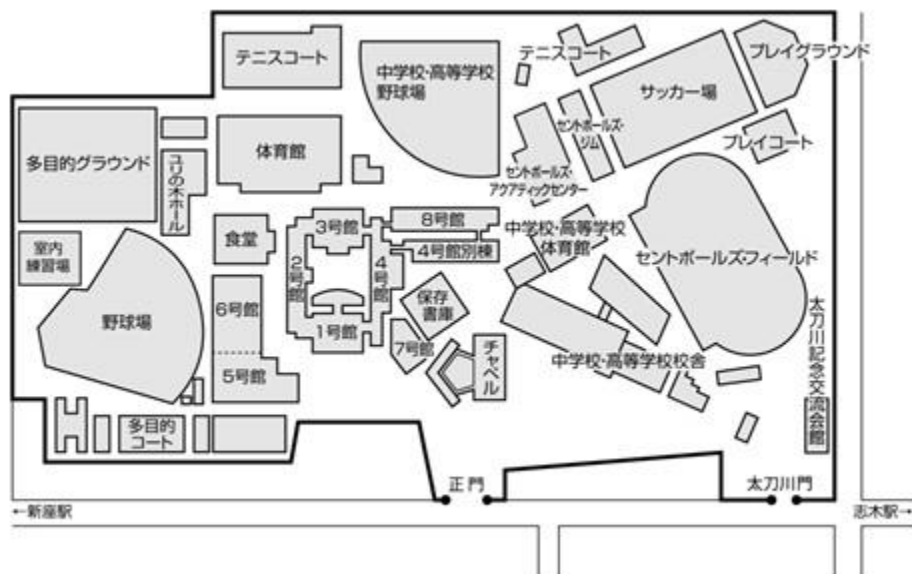 テニスコート
中学校・高等学校
野球場
テニスコート
プレイグラウンド
サッカー場
セントポールズ・
ジム
プレイコート
多目的グラウンド
ユリの木ホール
体育館
セントポールズ・
アクアティックセンター
8号館
3号館
4号館別棟
中学校・高等学校
体育館
食堂
2号館
4号館
室内
練習場
セントポールズ・フィールド
野球場
6号館
保存
書庫
1号館
7号館
チャペル
5号館
中学校・高等学校校舎
太刀川記念交流会館
多目的
コート
正門
太刀川門
←新座駅
志木駅→